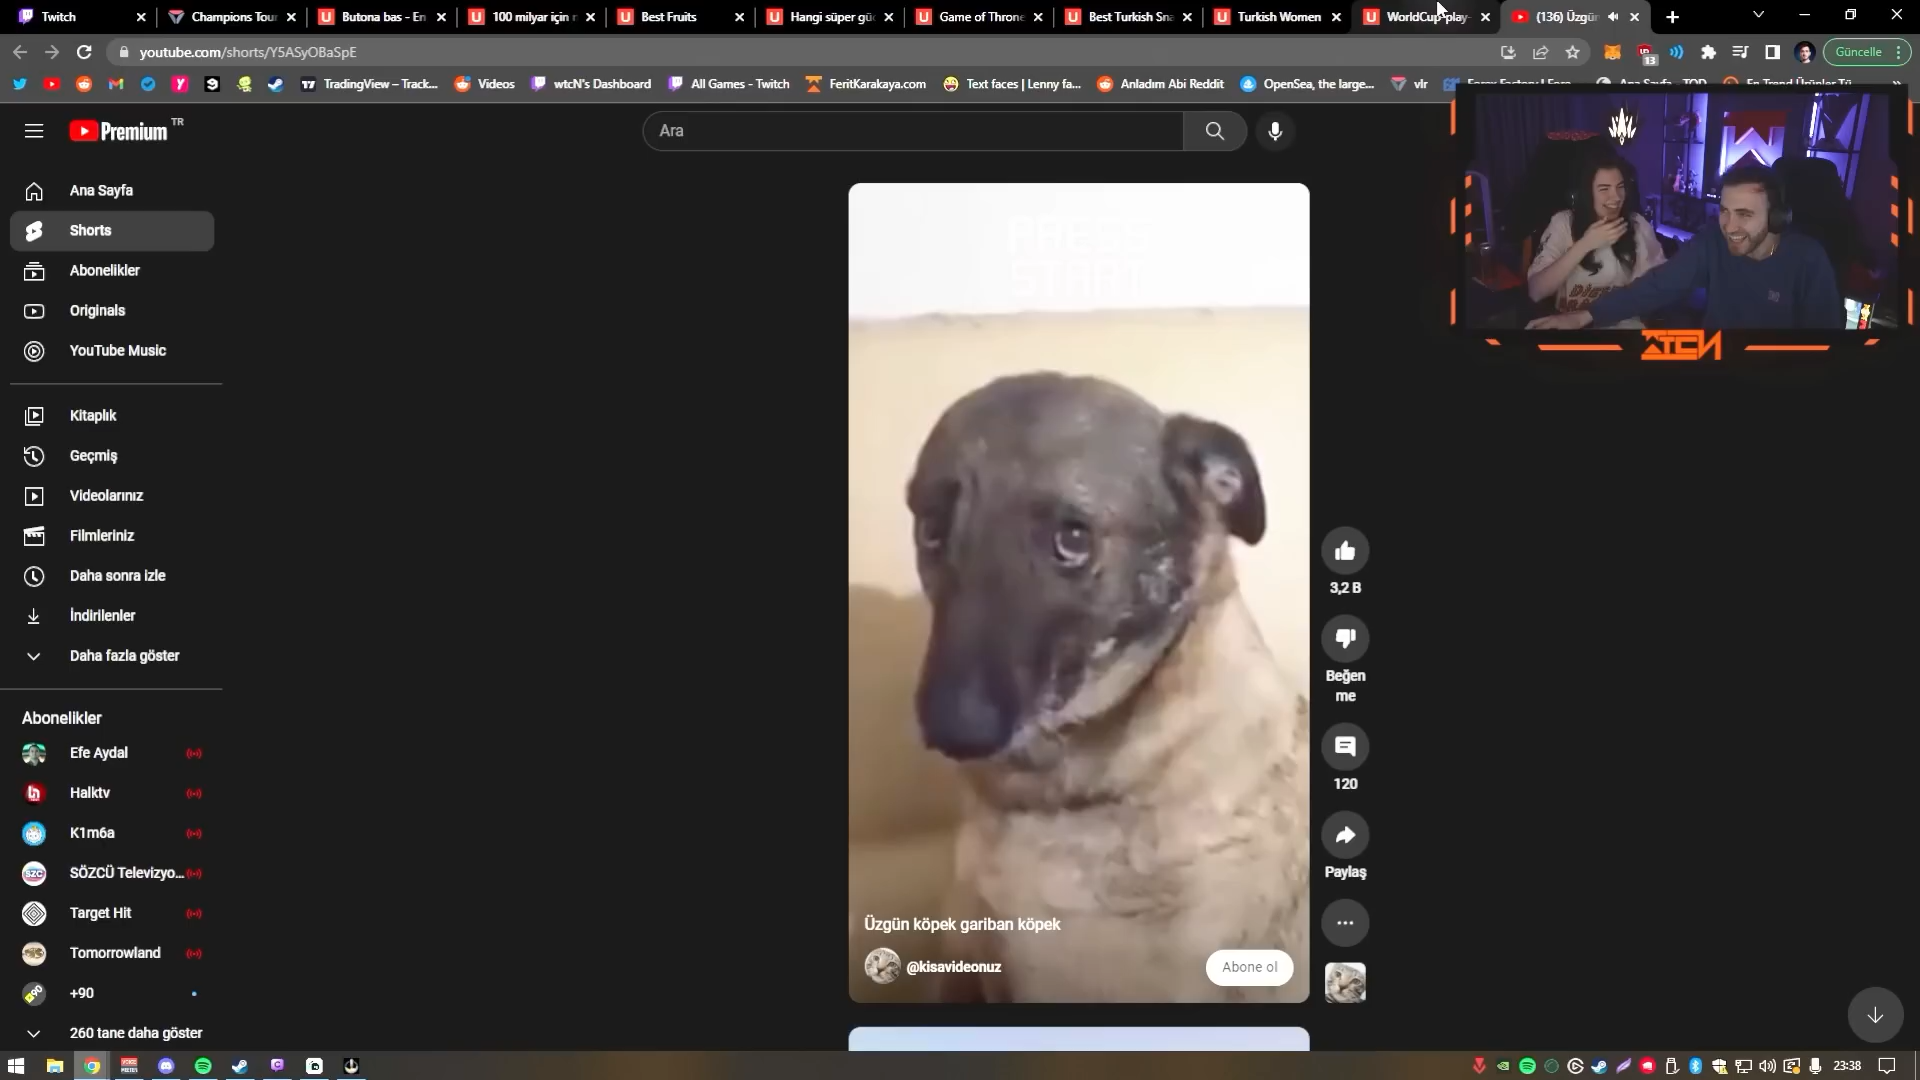 Twitch
Champions Tour
Butona bas - En
100 milyar için n
Best Fruits
Hangi süper güc
Game of Throne
Best Turkish Sna
Turkish Women
WorldCup play
(136) Üzgün
youtube.com/shorts/Y5ASyOBaSpE
13
Güncelle
TradingView – Track...
Videos
wtcN's Dashboard
All Games - Twitch
FeritKarakaya.com
Text faces | Lenny fa...
Anladım Abi Reddit
OpenSea, the large...
vlr
Premium TR
Ara
Ana Sayfa
Shorts
Abonelikler
Originals
YouTube Music
Kitaplık
Geçmiş
Videolarınız
Filmleriniz
Daha sonra izle
İndirilenler
Daha fazla göster
Abonelikler
Efe Aydal
Halktv
K1m6a
SÖZCÜ Televizyo...
Target Hit
Tomorrowland
+90
260 tane daha göster
PRESS
START
Üzgün köpek gariban köpek
@kisavideonuz
Abone ol
3,2 B
Beğen
me
120
Paylaş
WTCN
23:38